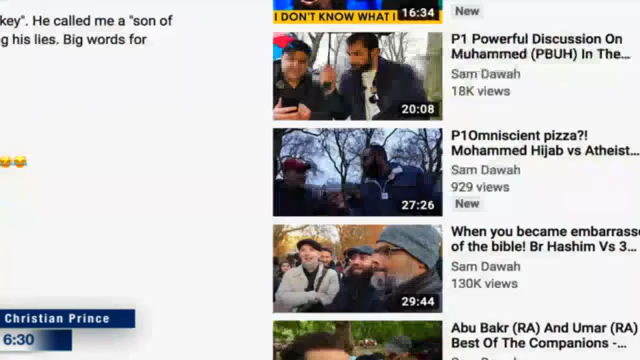 key". He called me a "son of
g his lies. Big words for
Christian Prince
6:30
I DON'T KNOW WHAT I
16:34
New
20:08
P1 Powerful Discussion On
Muhammed (PBUH) In The...
Sam Dawah
18K views
27:26
P1Omniscient pizza?!
Mohammed Hijab vs Atheist...
Sam Dawah
929 views
New
29:44
When you became embarrasse
of the bible! Br Hashim Vs 3...
Sam Dawah
130K views
Abu Bakr (RA) And Umar (RA)
Best Of The Companions -...